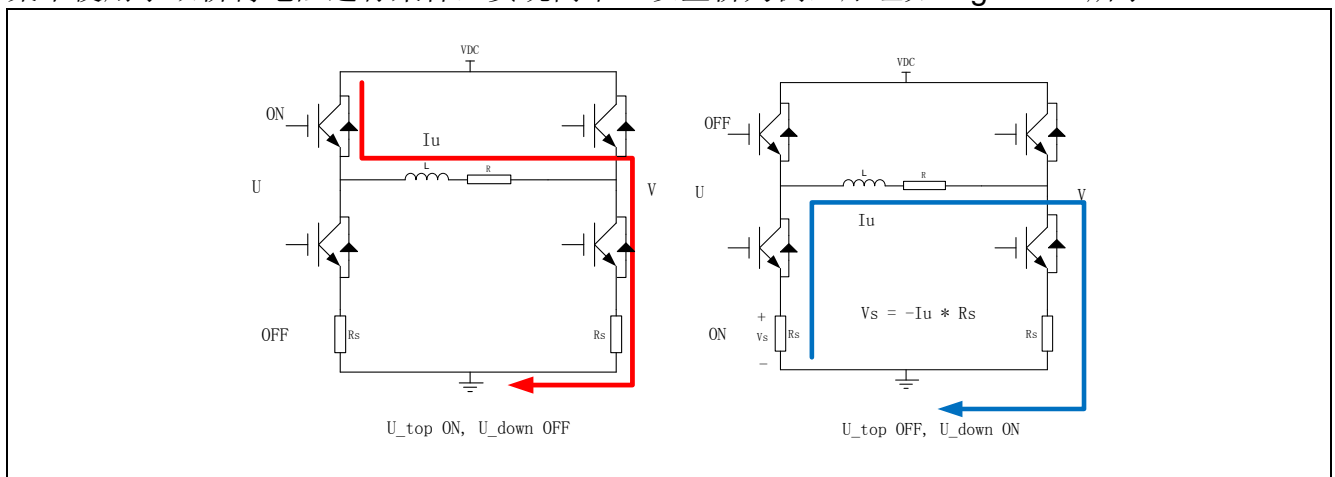 VDC
ON
Iu
L
R
U
V
OFF
Rs
Rs
U_top ON, U_down OFF
VDC
OFF
L
R
U
V
Iu
Vs = -Iu * Rs
ON
+
Vs
-
Rs
Rs
U_top OFF, U_down ON